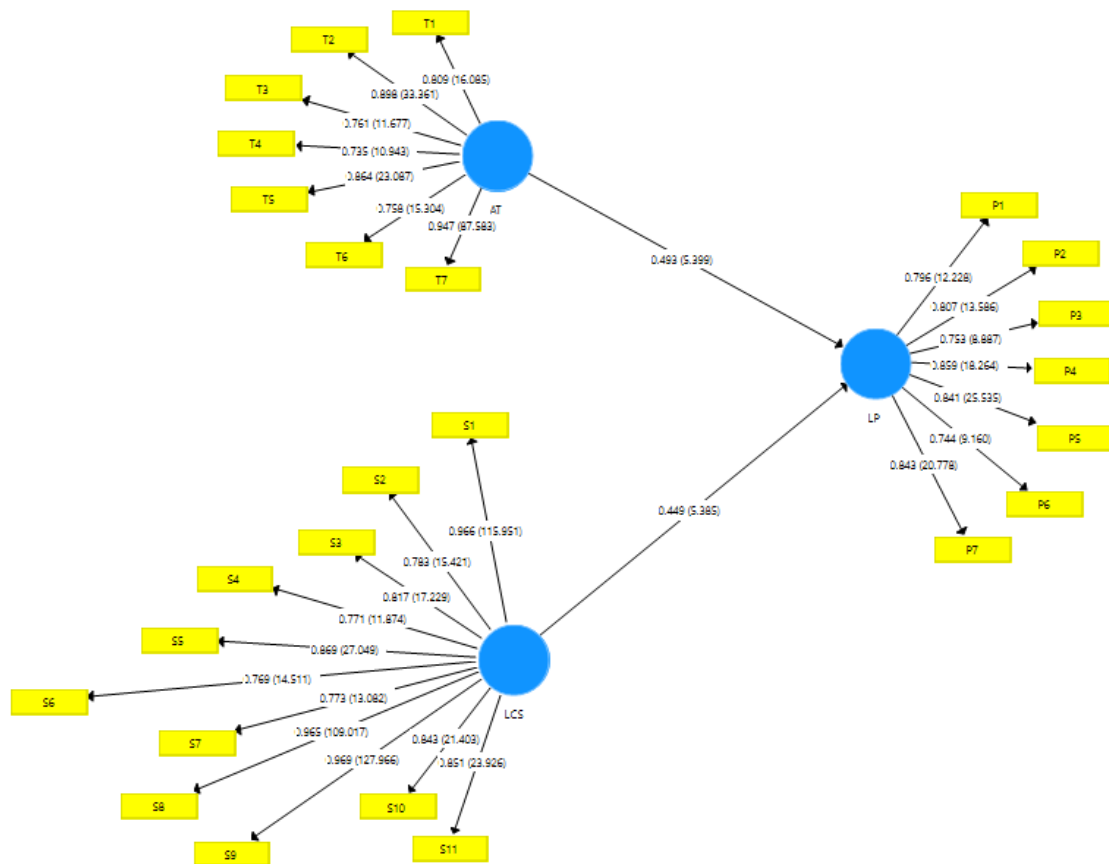 T1
T2
T3
T4
T5
T6
T7
0.809 (16.085)
0.898 (33.361)
0.761 (11.677)
0.735 (10.943)
0.864 (23.087)
0.758 (15.304)
0.947 (87.583)
AT
0.493 (5.399)
P1
P2
P3
P4
P5
P6
P7
0.796 (12.228)
0.807 (13.586)
0.753 (8.887)
0.859 (18.264)
0.841 (25.535)
0.744 (9.160)
0.843 (20.778)
LP
0.449 (5.385)
S1
S2
S3
S4
S5
S6
S7
S8
S9
S10
S11
0.966 (115.951)
0.783 (15.421)
0.817 (17.229)
0.771 (11.874)
0.869 (27.049)
0.769 (14.511)
0.773 (13.082)
0.965 (109.017)
0.969 (127.966)
0.843 (21.403)
0.851 (23.926)
LCS